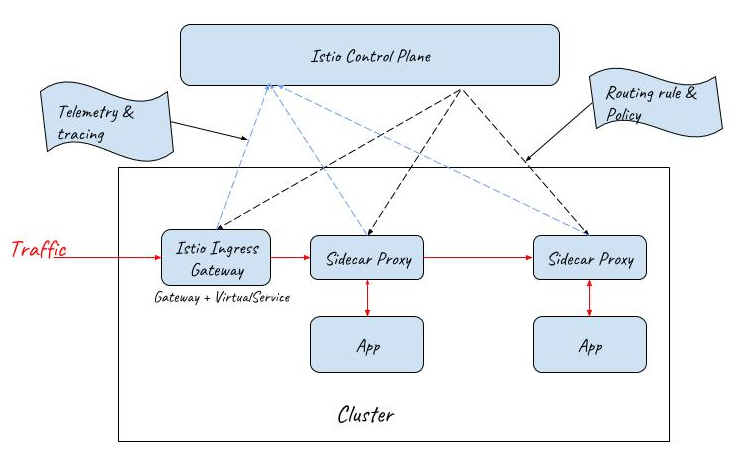 Istio Control Plane
Telemetry &
tracing
Routing rule &
Policy
Traffic
Istio Ingress
Gateway
Sidecar Proxy
Sidecar Proxy
Gateway + VirtualService
App
App
Cluster